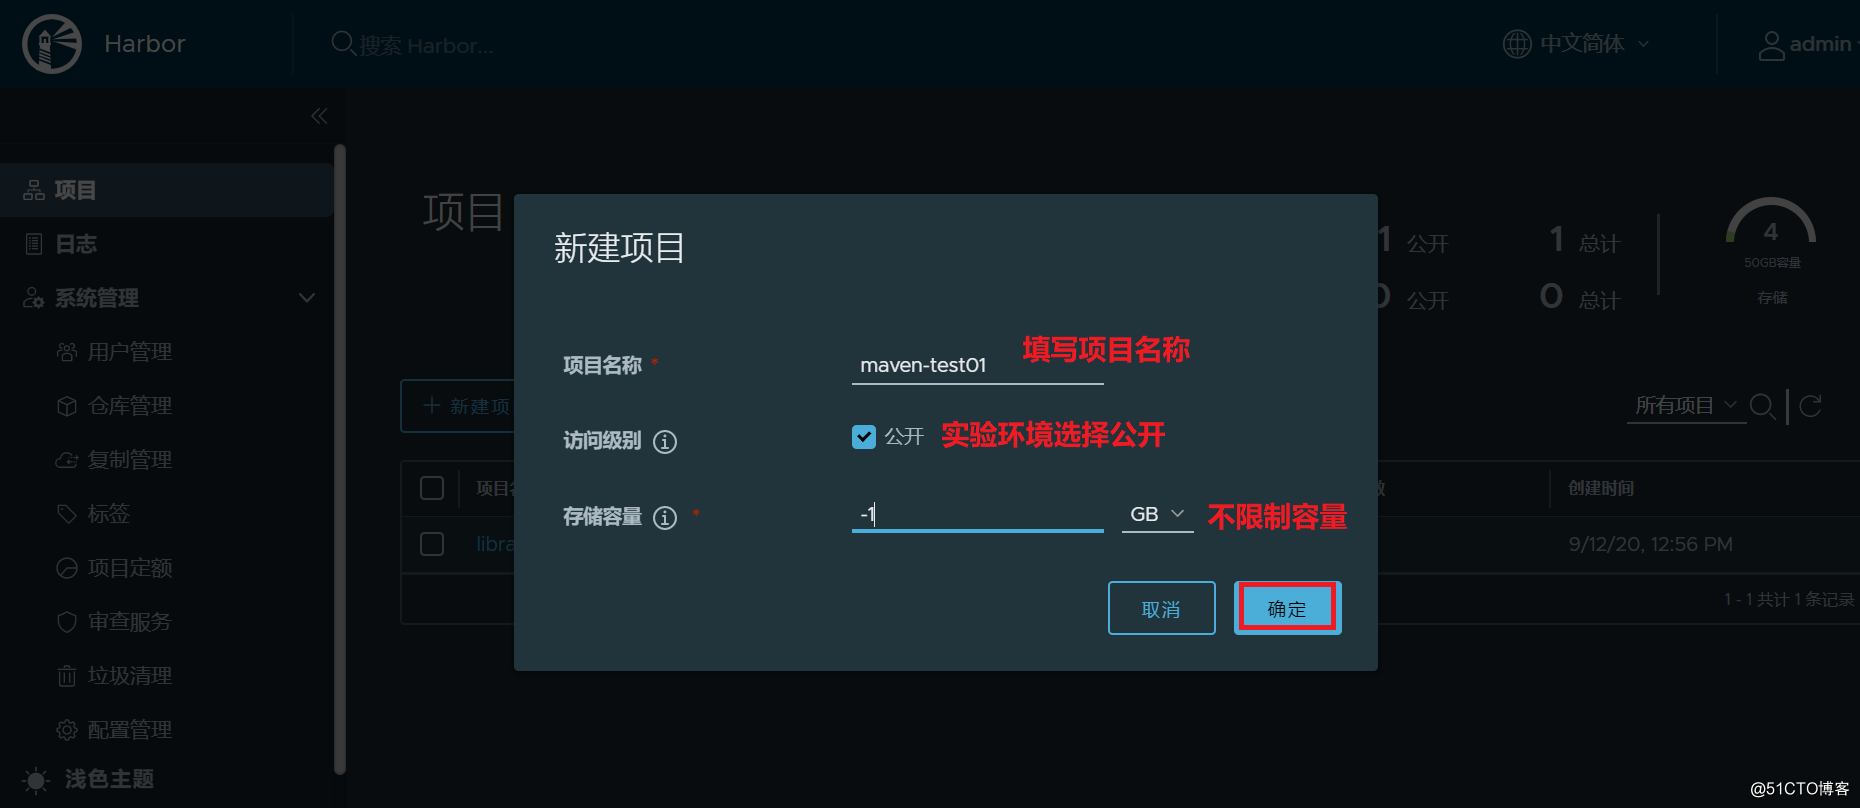 Harbor
搜索 Harbor...
中文简体
admin
项目
日志
系统管理
用户管理
仓库管理
复制管理
标签
项目定额
审查服务
垃圾清理
配置管理
浅色主题
项目
1 公开
1 总计
0 公开
0 总计
4
50GB容量
存储
新建项目
项目名称 *
maven-test01
填写项目名称
访问级别
公开
实验环境选择公开
存储容量 *
-1
GB
不限制容量
取消
确定
+ 新建项
所有项目
项目
创建时间
libra
9/12/20, 12:56 PM
1 - 1 共计 1 条记录
@51CTO博客